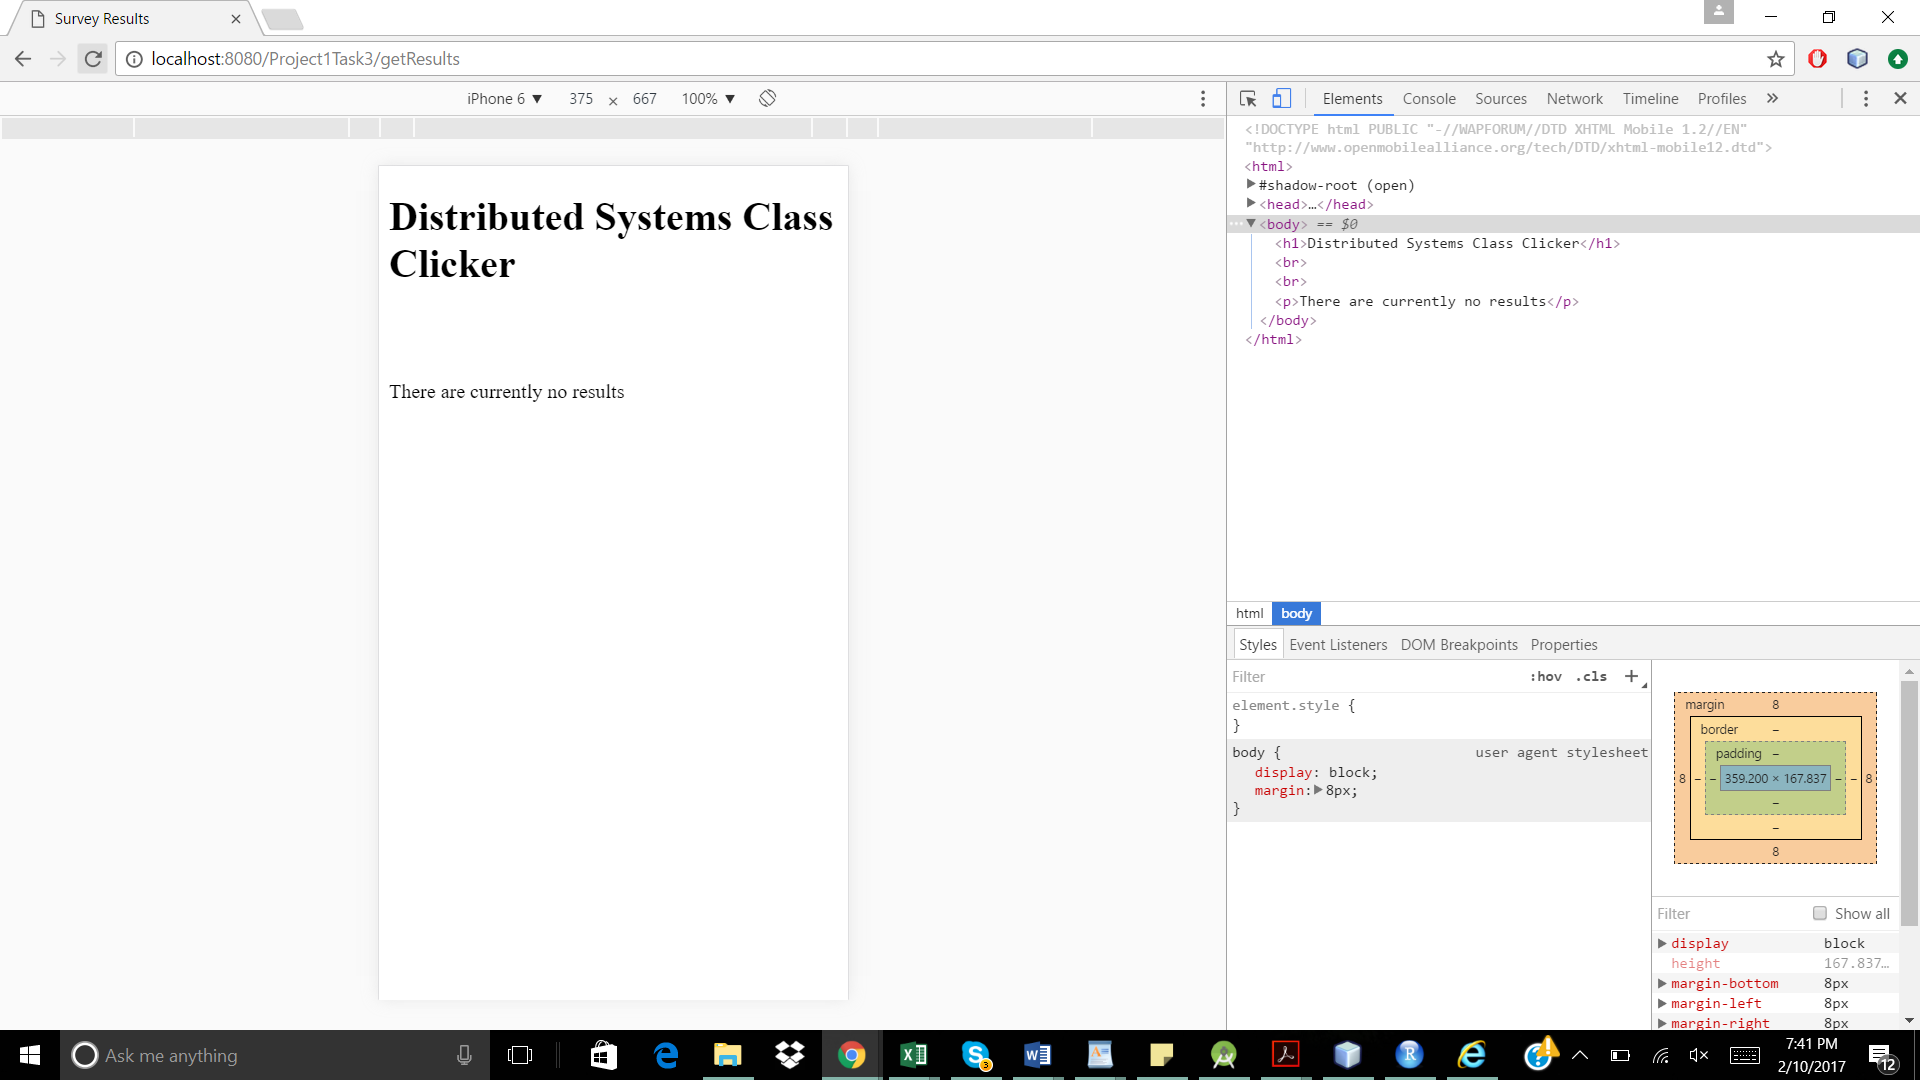 Survey Results
localhost:8080/Project1Task3/getResults
iPhone 6 ▼ 375 × 667 100% ▼
Elements Console Sources Network Timeline Profiles »
Distributed Systems Class
Clicker
There are currently no results
<!DOCTYPE html PUBLIC "-//WAPFORUM//DTD XHTML Mobile 1.2//EN"
"http://www.openmobilealliance.org/tech/DTD/xhtml-mobile12.dtd">
<html>
#shadow-root (open)
<head>…</head>
<body> == $0
<h1>Distributed Systems Class Clicker</h1>
<br>
<br>
<p>There are currently no results</p>
</body>
</html>
html body
Styles Event Listeners DOM Breakpoints Properties
Filter :hov .cls +
element.style {
}
body { user agent stylesheet
display: block;
margin: 8px;
}
margin 8
border –
padding –
8 – – 359.200 × 167.837 – – 8
–
–
8
Filter Show all
display block
height 167.837…
margin-bottom 8px
margin-left 8px
margin-right 8px
Ask me anything
3
7:41 PM
2/10/2017
12